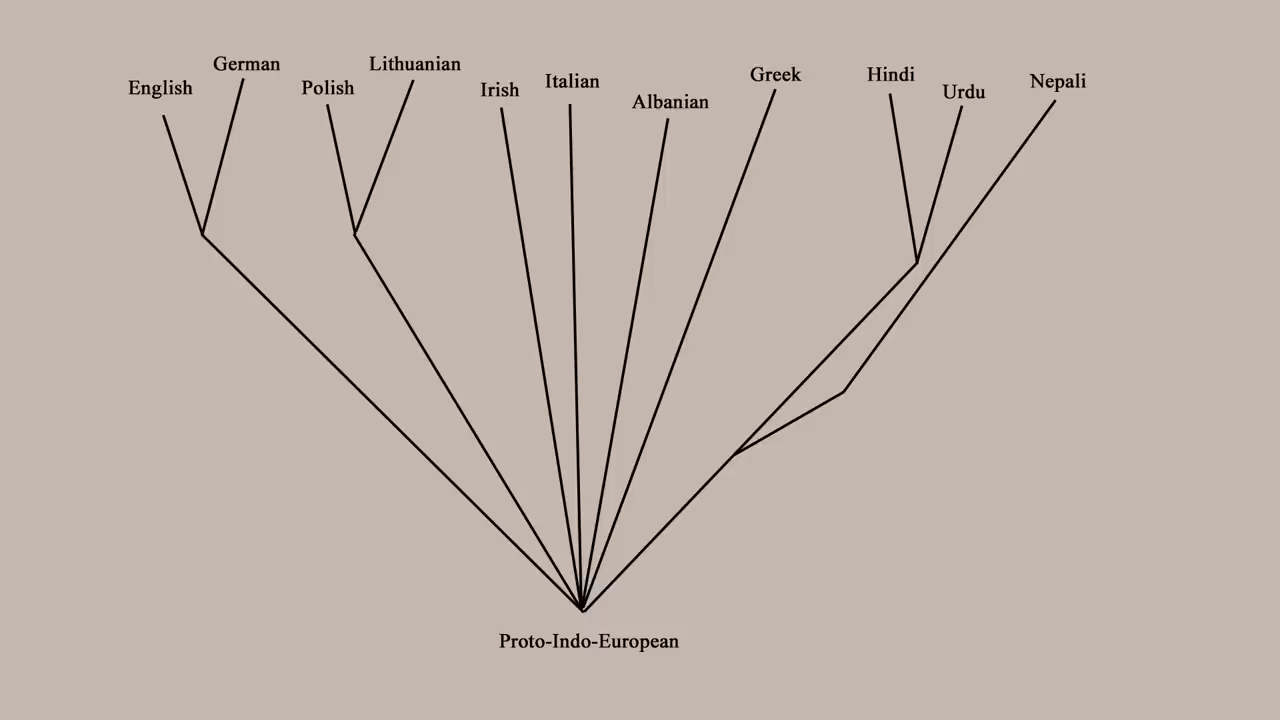 English
German
Polish
Lithuanian
Irish
Italian
Albanian
Greek
Hindi
Urdu
Nepali
Proto-Indo-European